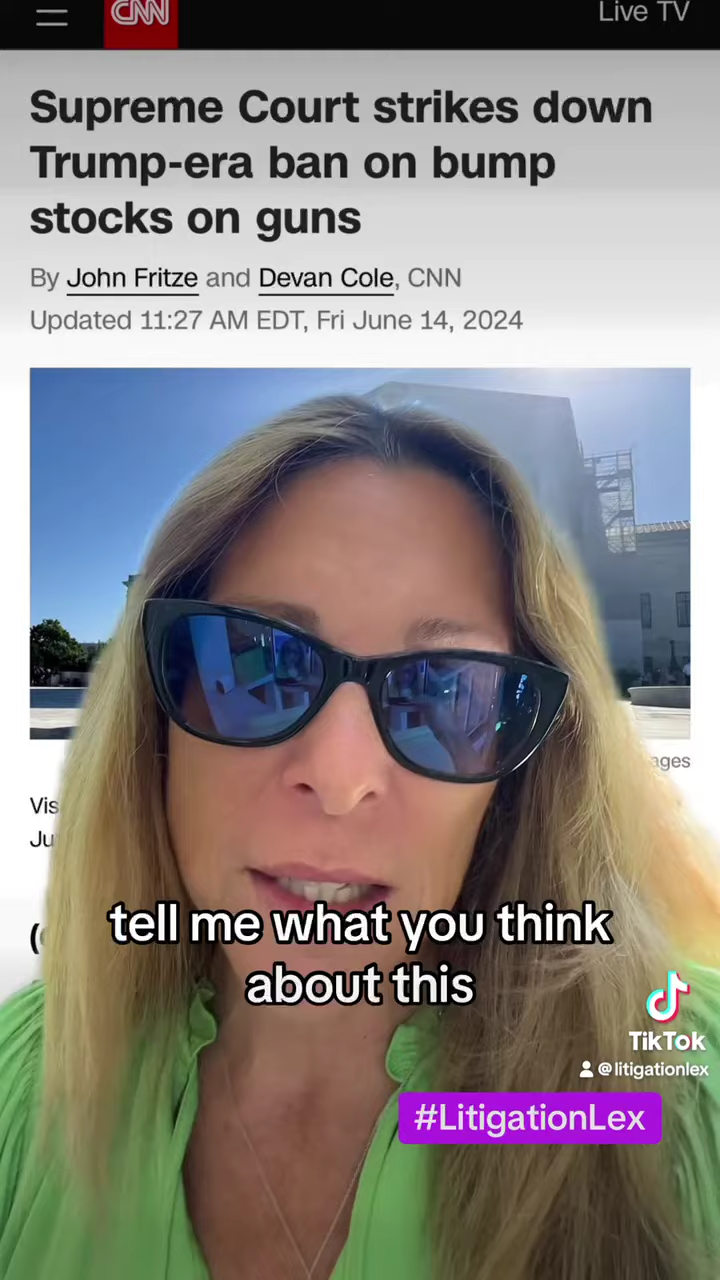 CNN
Live TV
Supreme Court strikes down
Trump-era ban on bump
stocks on guns
By John Fritze and Devan Cole, CNN
Updated 11:27 AM EDT, Fri June 14, 2024
tell me what you think
about this
TikTok
@litigationlex
#LitigationLex